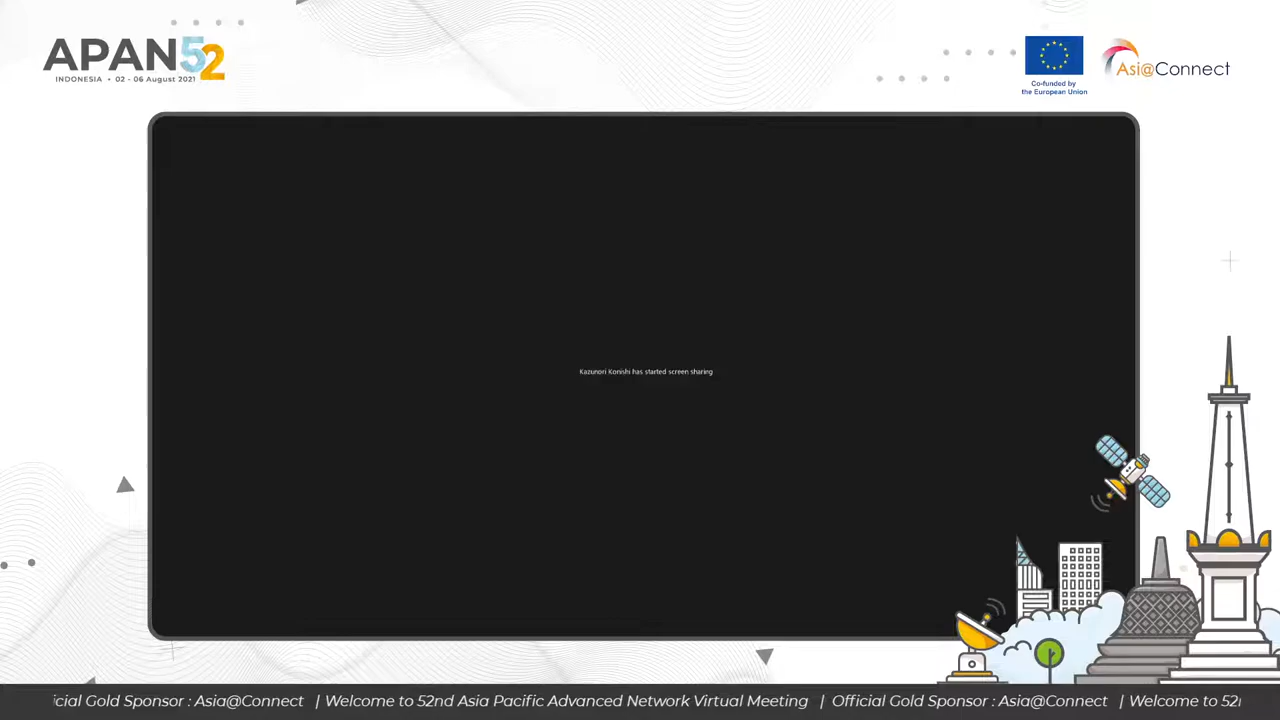 APAN52
INDONESIA • 02 - 06 August 2021
Co-funded by
the European Union
Asi@Connect
Kazunori Konishi has started screen sharing
icial Gold Sponsor : Asia@Connect | Welcome to 52nd Asia Pacific Advanced Network Virtual Meeting | Official Gold Sponsor : Asia@Connect | Welcome to 52